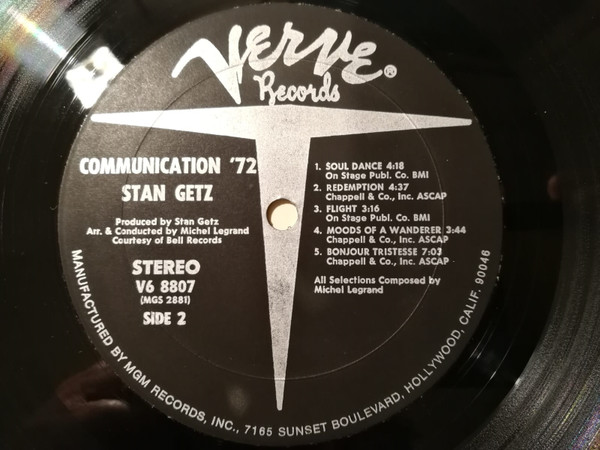 Verve®
Records
COMMUNICATION '72
STAN GETZ
Produced by Stan Getz
Arr. & Conducted by Michel Legrand
Courtesy of Bell Records
STEREO
V6 8807
(MGS 2881)
SIDE 2
1. SOUL DANCE 4:18
On Stage Publ. Co. BMI
2. REDEMPTION 4:37
Chappell & Co., Inc. ASCAP
3. FLIGHT 3:16
On Stage Publ. Co. BMI
4. MOODS OF A WANDERER 3:44
Chappell & Co., Inc. ASCAP
5. BONJOUR TRISTESSE 7:03
Chappell & Co., Inc. ASCAP
All Selections Composed by
Michel Legrand
MANUFACTURED BY MGM RECORDS, INC., 7165 SUNSET BOULEVARD, HOLLYWOOD, CALIF. 90046